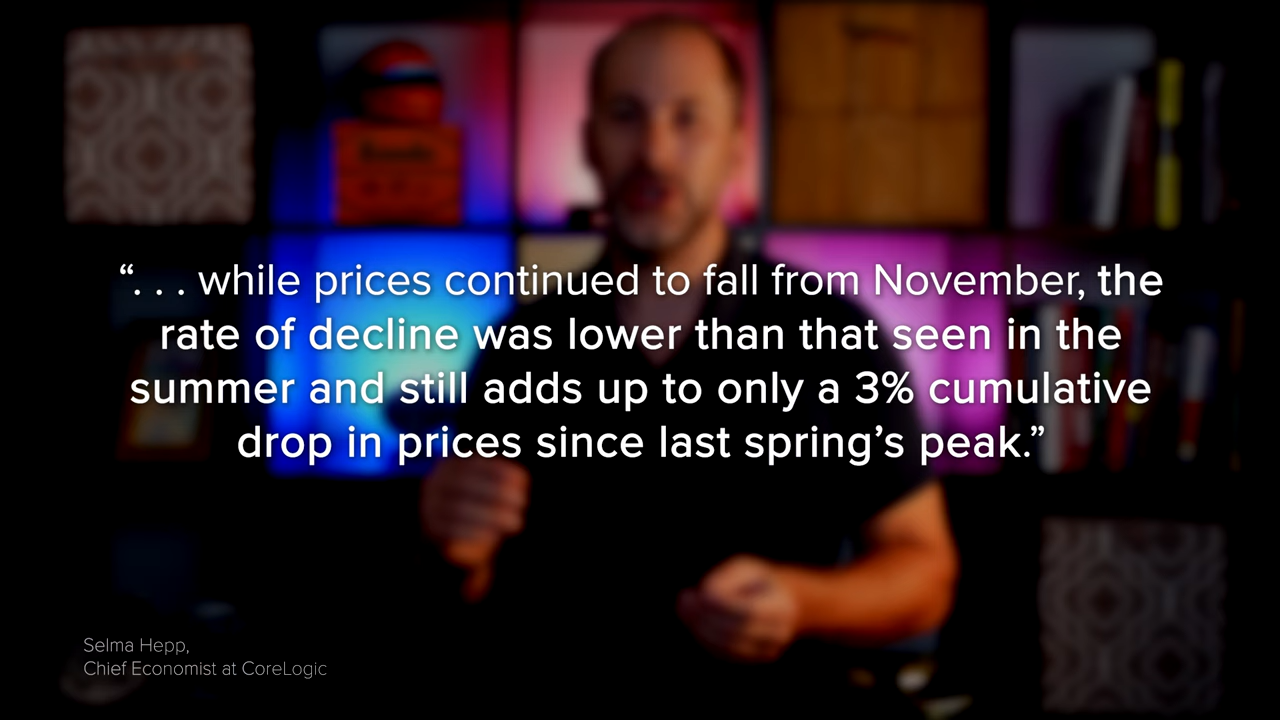 “. . . while prices continued to fall from November, the
rate of decline was lower than that seen in the
summer and still adds up to only a 3% cumulative
drop in prices since last spring’s peak.”
Selma Hepp,
Chief Economist at CoreLogic